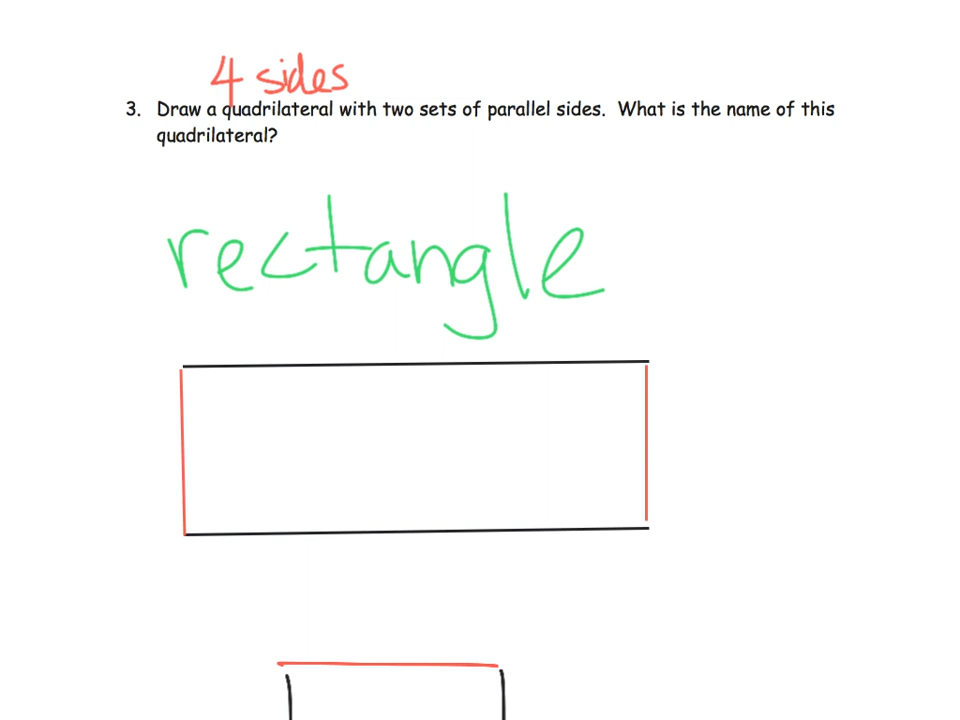 4 sides
3. Draw a quadrilateral with two sets of parallel sides. What is the name of this
quadrilateral?
rectangle